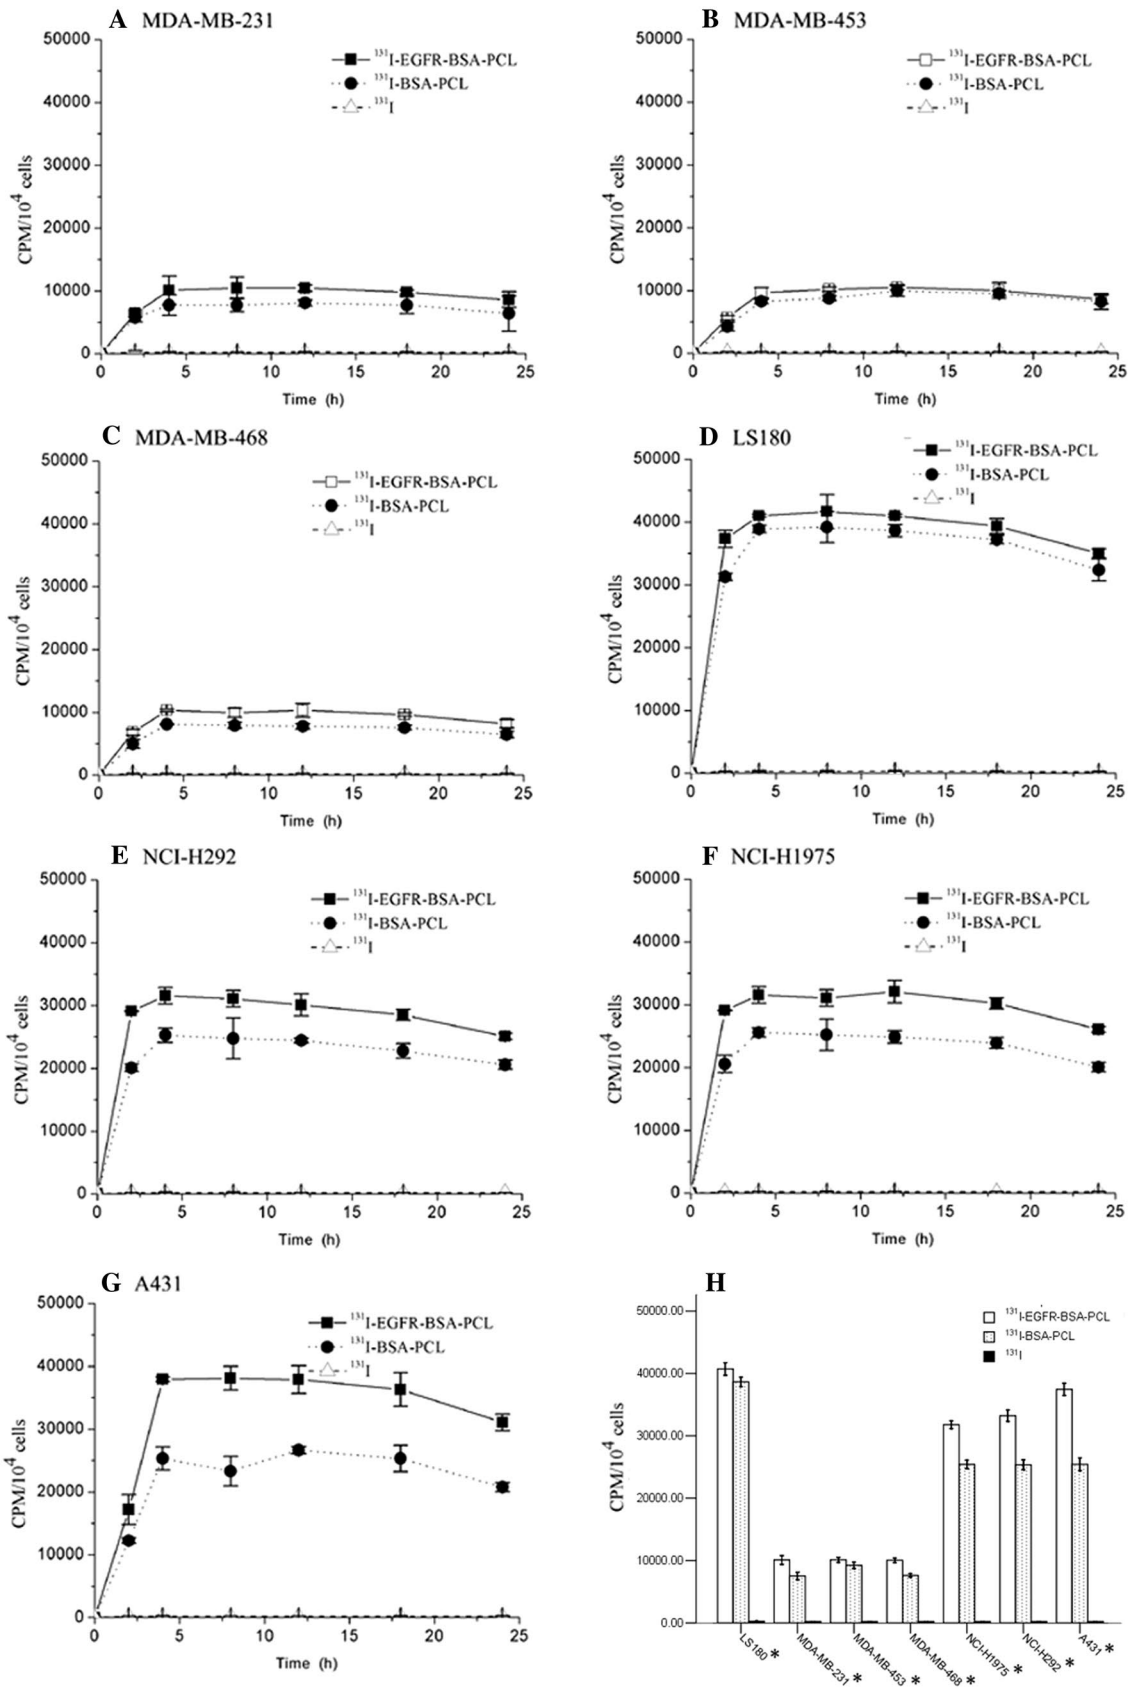 A MDA-MB-231
50000
40000
30000
20000
10000
0
CPM/10⁴ cells
¹³¹I-EGFR-BSA-PCL
¹³¹I-BSA-PCL
¹³¹I
0 5 10 15 20 25
Time (h)
B MDA-MB-453
50000
40000
30000
20000
10000
0
CPM/10⁴ cells
¹³¹I-EGFR-BSA-PCL
¹³¹I-BSA-PCL
¹³¹I
0 5 10 15 20 25
Time (h)
C MDA-MB-468
50000
40000
30000
20000
10000
0
CPM/10⁴ cells
¹³¹I-EGFR-BSA-PCL
¹³¹I-BSA-PCL
¹³¹I
0 5 10 15 20 25
Time (h)
D LS180
50000
40000
30000
20000
10000
0
CPM/10⁴ cells
¹³¹I-EGFR-BSA-PCL
¹³¹I-BSA-PCL
¹³¹I
0 5 10 15 20 25
Time (h)
E NCI-H292
50000
40000
30000
20000
10000
0
CPM/10⁴ cells
¹³¹I-EGFR-BSA-PCL
¹³¹I-BSA-PCL
¹³¹I
0 5 10 15 20 25
Time (h)
F NCI-H1975
50000
40000
30000
20000
10000
0
CPM/10⁴ cells
¹³¹I-EGFR-BSA-PCL
¹³¹I-BSA-PCL
¹³¹I
0 5 10 15 20 25
Time (h)
G A431
50000
40000
30000
20000
10000
0
CPM/10⁴ cells
¹³¹I-EGFR-BSA-PCL
¹³¹I-BSA-PCL
¹³¹I
0 5 10 15 20 25
Time (h)
H
50000.00
40000.00
30000.00
20000.00
10000.00
0.00
CPM/10⁴ cells
¹³¹I-EGFR-BSA-PCL
¹³¹I-BSA-PCL
¹³¹I
LS180 *
MDA-MB-231 *
MDA-MB-453 *
MDA-MB-468 *
NCI-H1975 *
NCI-H292 *
A431 *